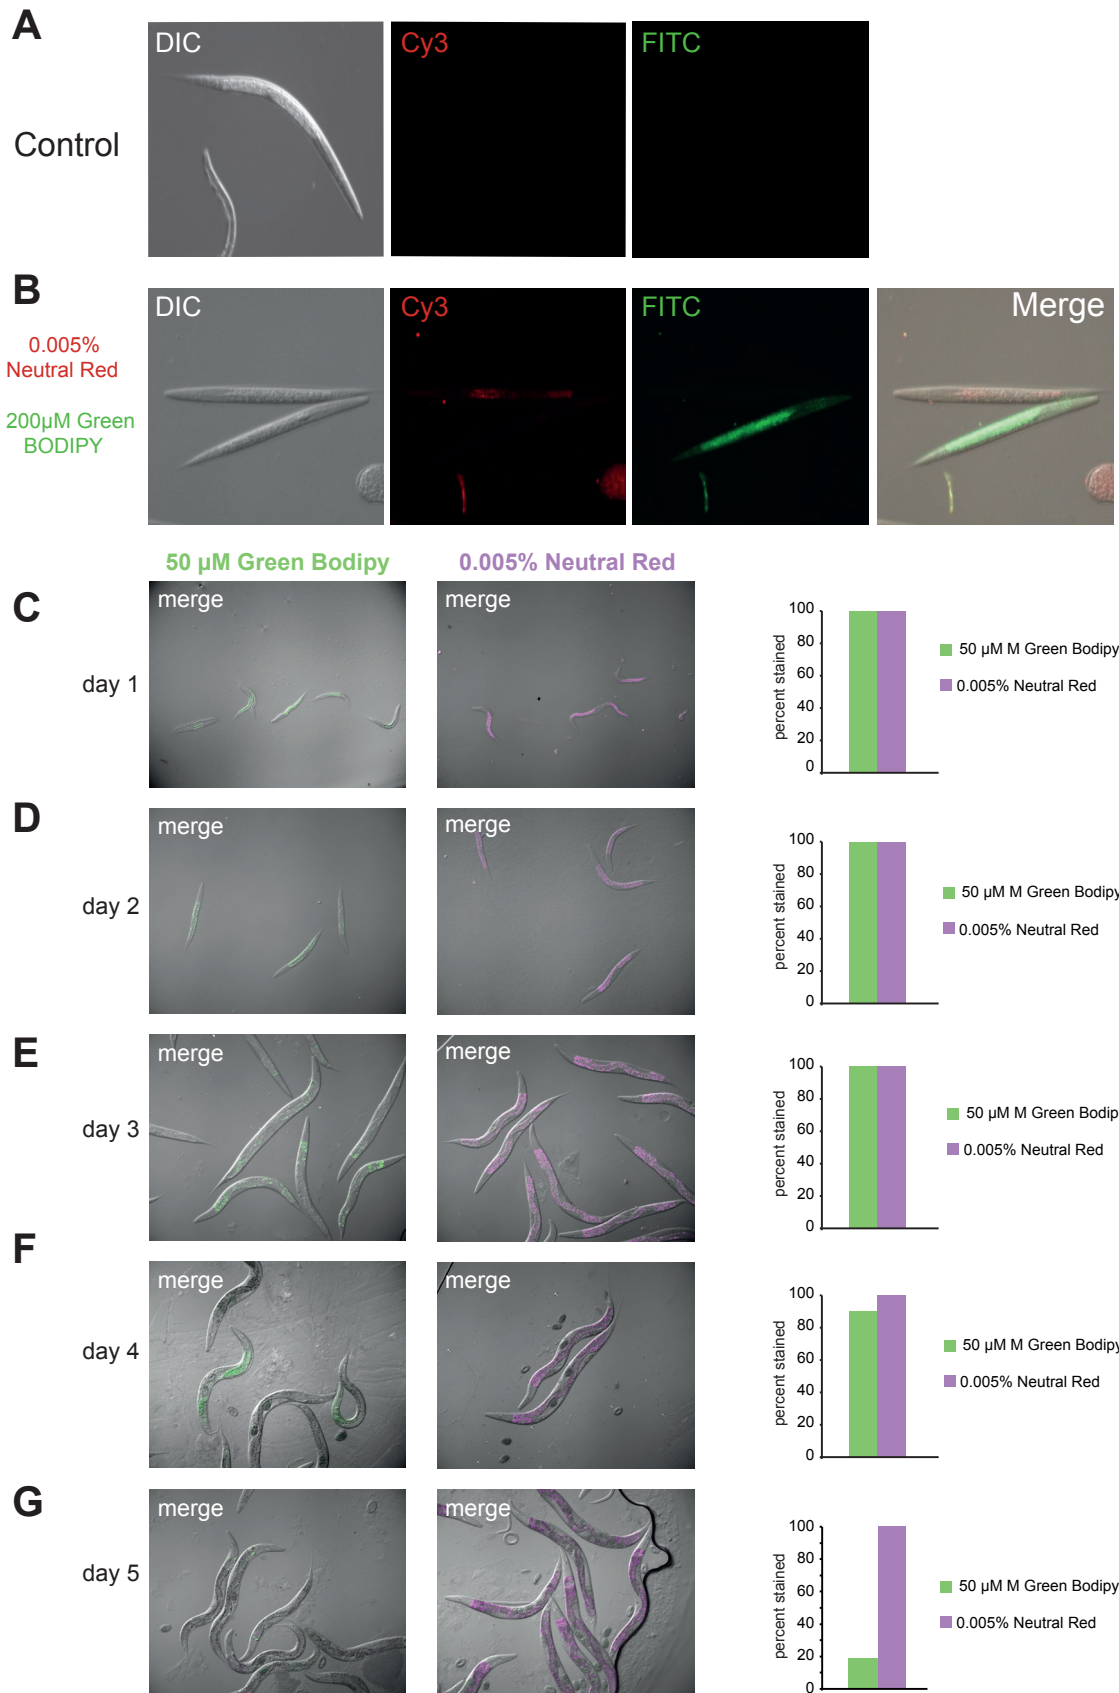 A
Control
DIC
Cy3
FITC
B
0.005%
Neutral Red
200µM Green
BODIPY
DIC
Cy3
FITC
Merge
50 µM Green Bodipy
0.005% Neutral Red
C
day 1
merge
merge
percent stained
100
80
60
40
20
0
50 µM M Green Bodipy
0.005% Neutral Red
D
day 2
merge
merge
percent stained
100
80
60
40
20
0
50 µM M Green Bodipy
0.005% Neutral Red
E
day 3
merge
merge
percent stained
100
80
60
40
20
0
50 µM M Green Bodip
0.005% Neutral Red
F
day 4
merge
merge
percent stained
100
80
60
40
20
0
50 µM M Green Bodipy
0.005% Neutral Red
G
day 5
merge
merge
percent stained
100
80
60
40
20
0
50 µM M Green Bodipy
0.005% Neutral Red